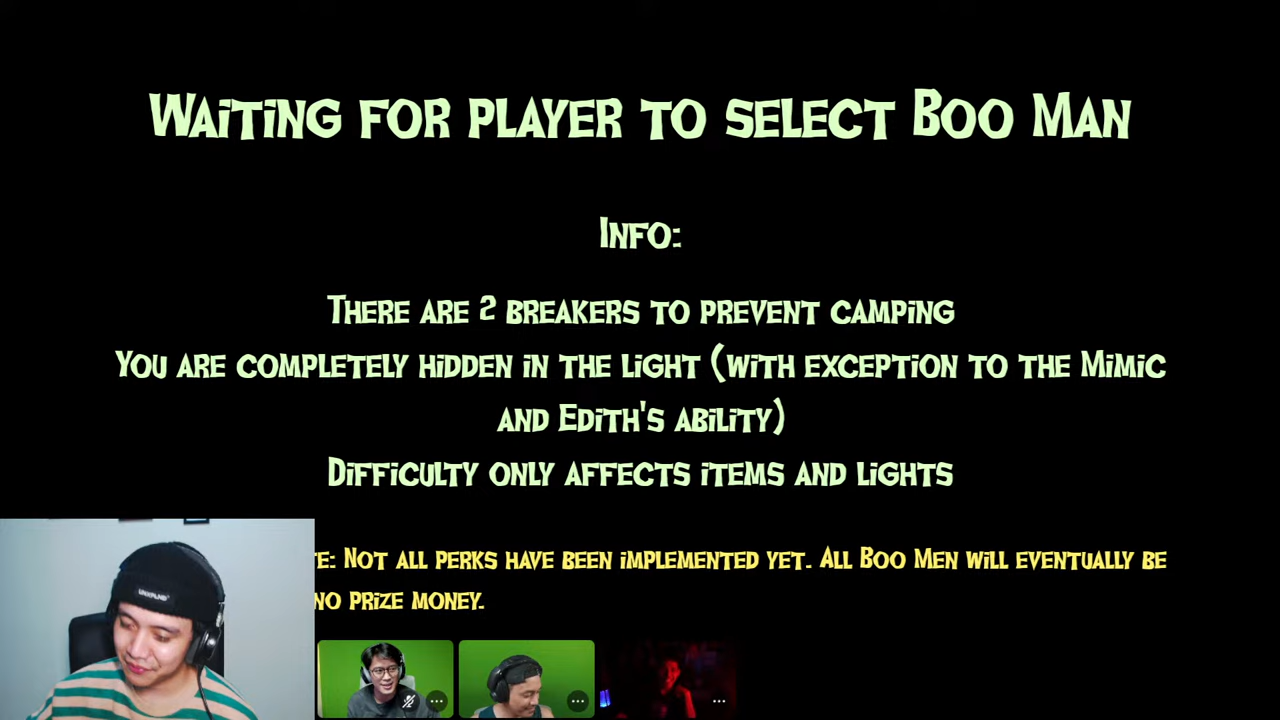 Waiting for player to select Boo Man
Info:
There are 2 breakers to prevent camping
You are completely hidden in the light (with exception to the Mimic
and Edith's ability)
Difficulty only affects items and lights
te: Not all perks have been implemented yet. All Boo Men will eventually be
no prize money.